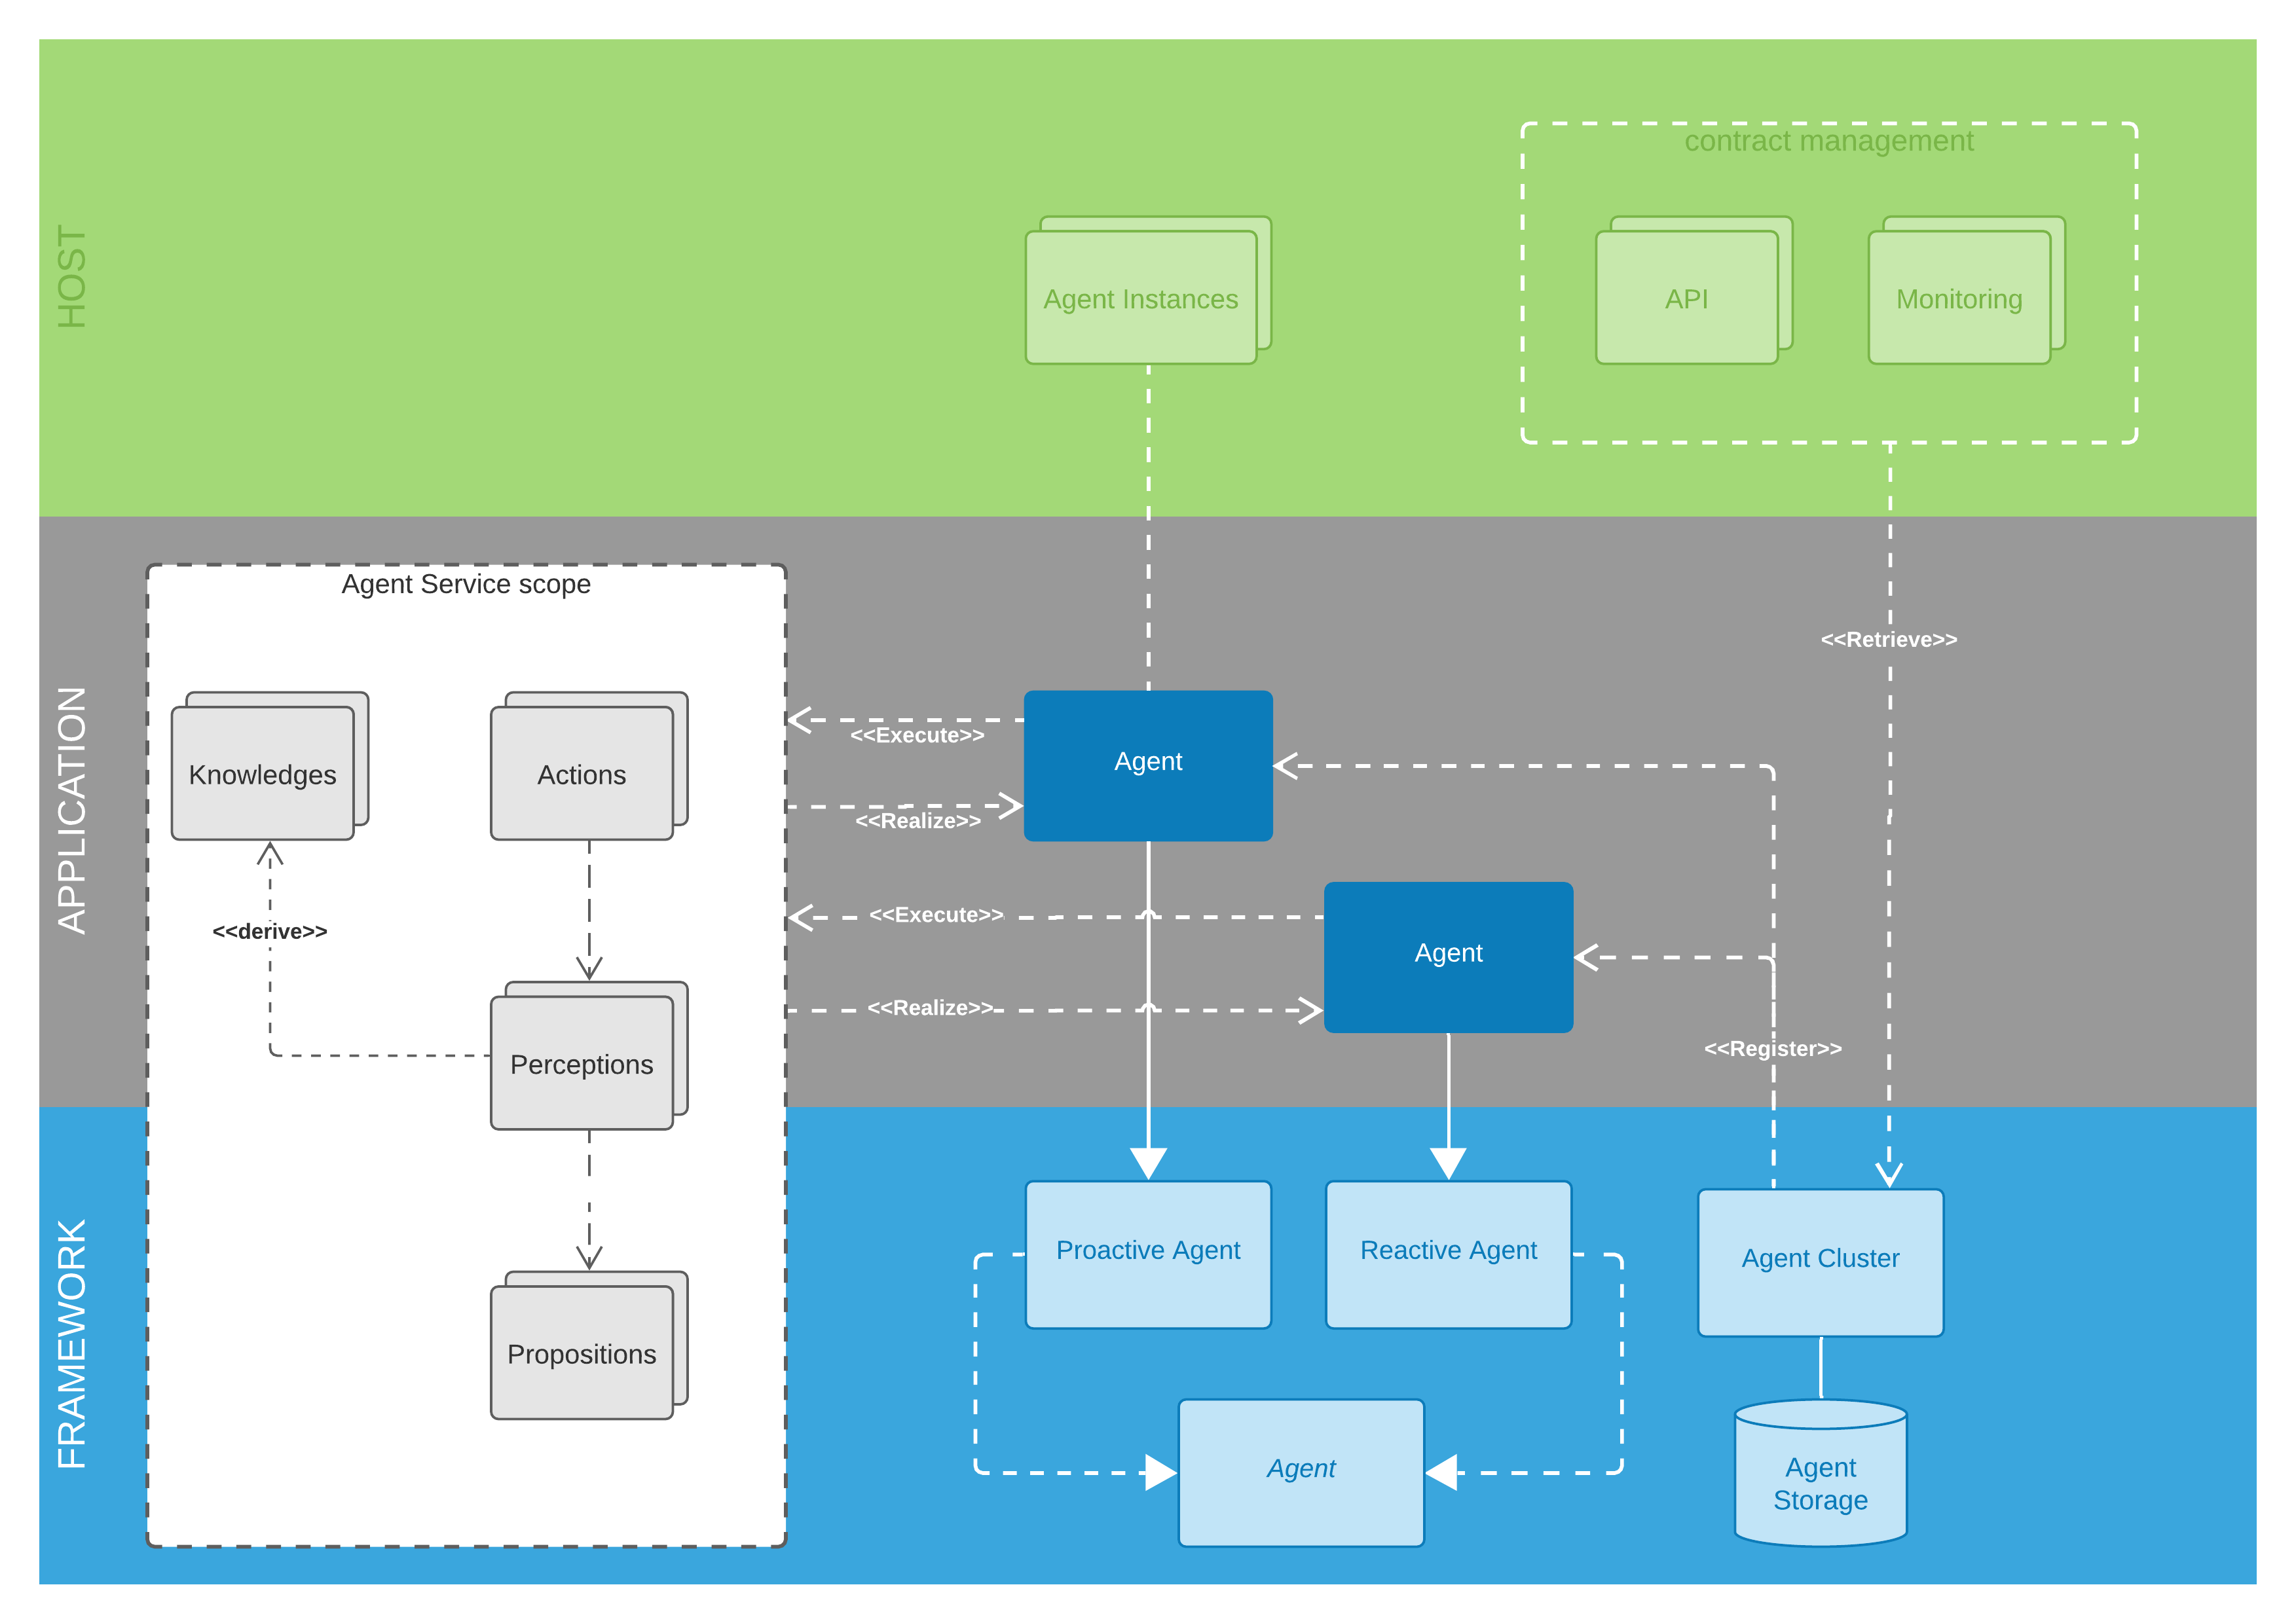 HOST
contract management
Agent Instances
API
Monitoring
APPLICATION
Agent Service scope
<<Retrieve>>
Knowledges
Actions
<<Execute>>
Agent
<<Realize>>
<<derive>>
<<Execute>>
Agent
<<Realize>>
<<Register>>
Perceptions
FRAMEWORK
Proactive Agent
Reactive Agent
Agent Cluster
Propositions
Agent
Agent
Storage